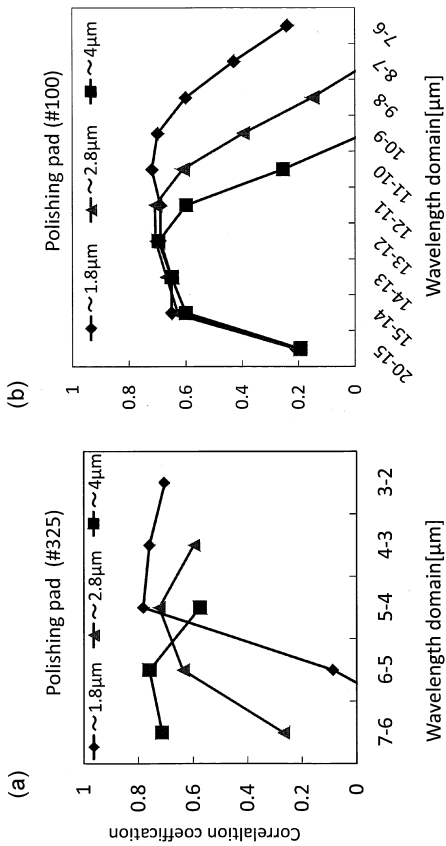 (a)
Polishing pad (#325)
~1.8μm ~2.8μm ~4μm
1
0.8
0.6
0.4
0.2
0
Correlaltion coeffication
7-6 6-5 5-4 4-3 3-2
Wavelength domain[μm]
(b)
Polishing pad (#100)
~1.8μm ~2.8μm ~4μm
1
0.8
0.6
0.4
0.2
0
20-15 15-14 14-13 13-12 12-11 11-10 10-9 9-8 8-7 7-6
Wavelength domain[μm]